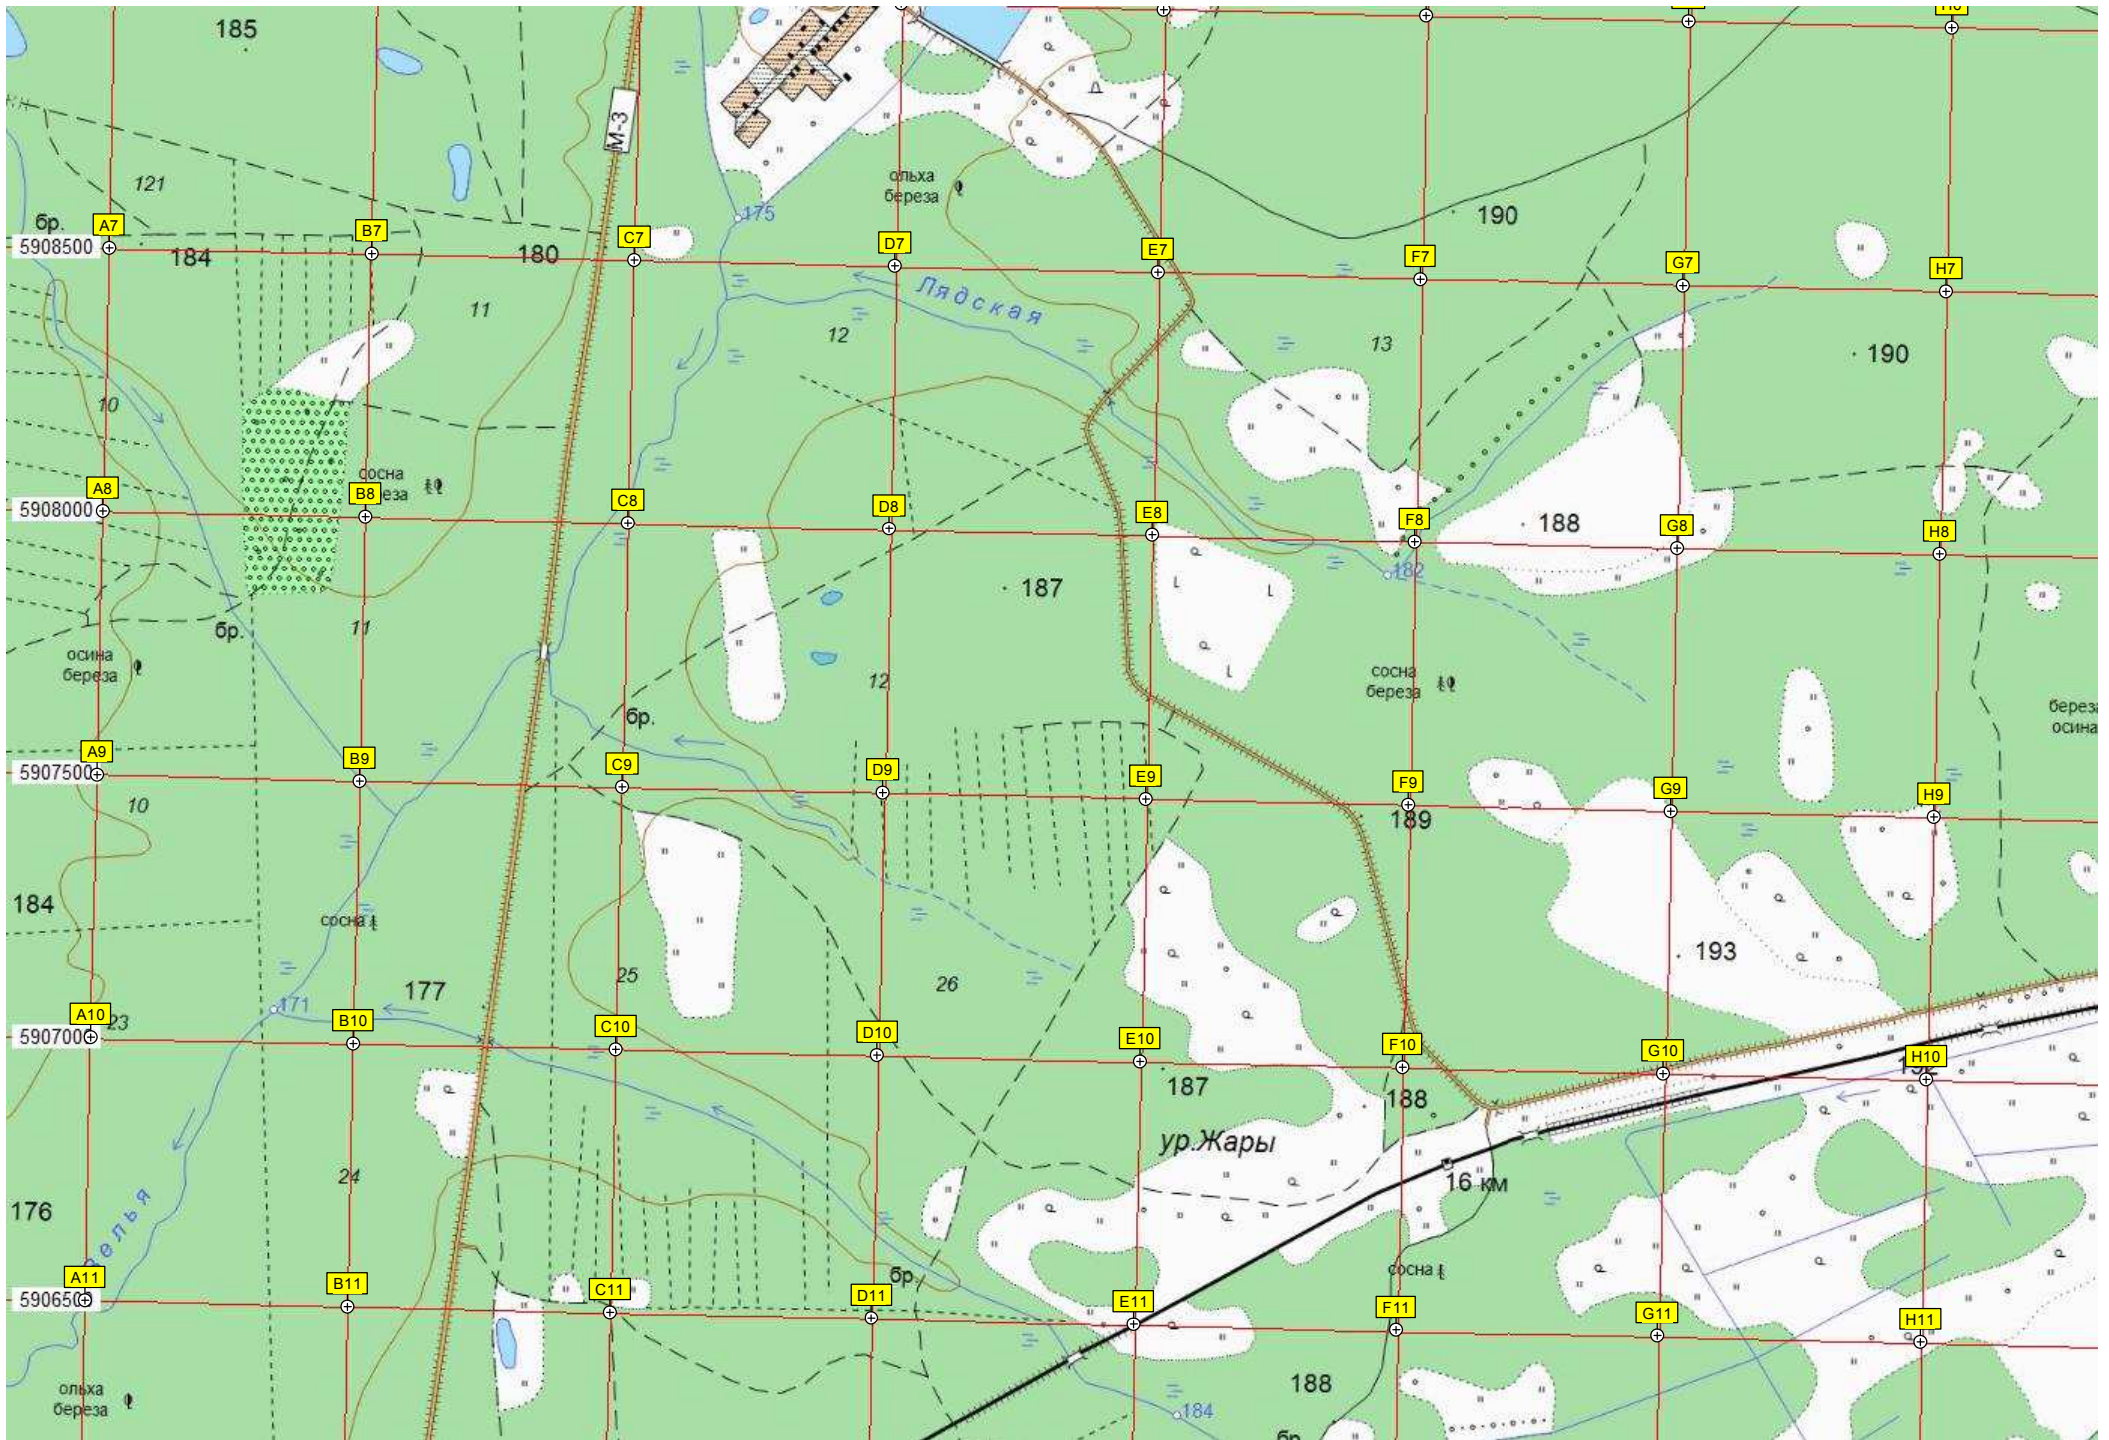 185
М-3
121
175
ольха
береза
190
бр.
A7
B7
C7
D7
E7
F7
G7
H7
5908500
184
180
Лядская
11
12
13
190
10
сосна
A8
B8
C8
D8
E8
F8
G8
H8
5908000
188
182
187
11
бр.
осина
береза
12
бр.
сосна
береза
береза
осина
A9
B9
C9
D9
E9
F9
G9
H9
5907500
10
189
184
сосна
25
26
193
177
171
A10
B10
C10
D10
E10
F10
G10
H10
5907000
23
187
188
ур.Жары
24
16 км
176
сосна
бр.
A11
B11
C11
D11
E11
F11
G11
H11
ольха
береза
188
184
бр.